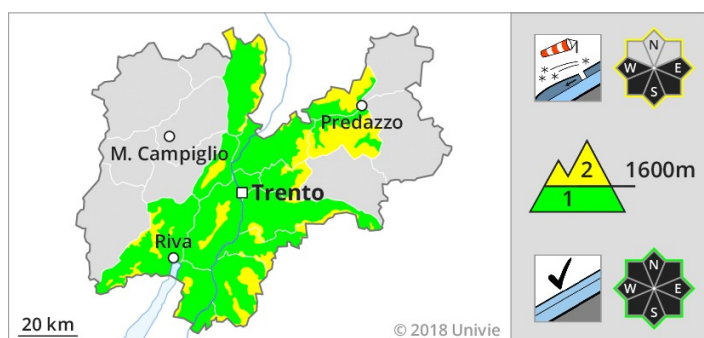 M. Campiglio
Predazzo
Trento
Riva
20 km
© 2018 Univie
N
W E
S
2 1600m
1
N
W E
S